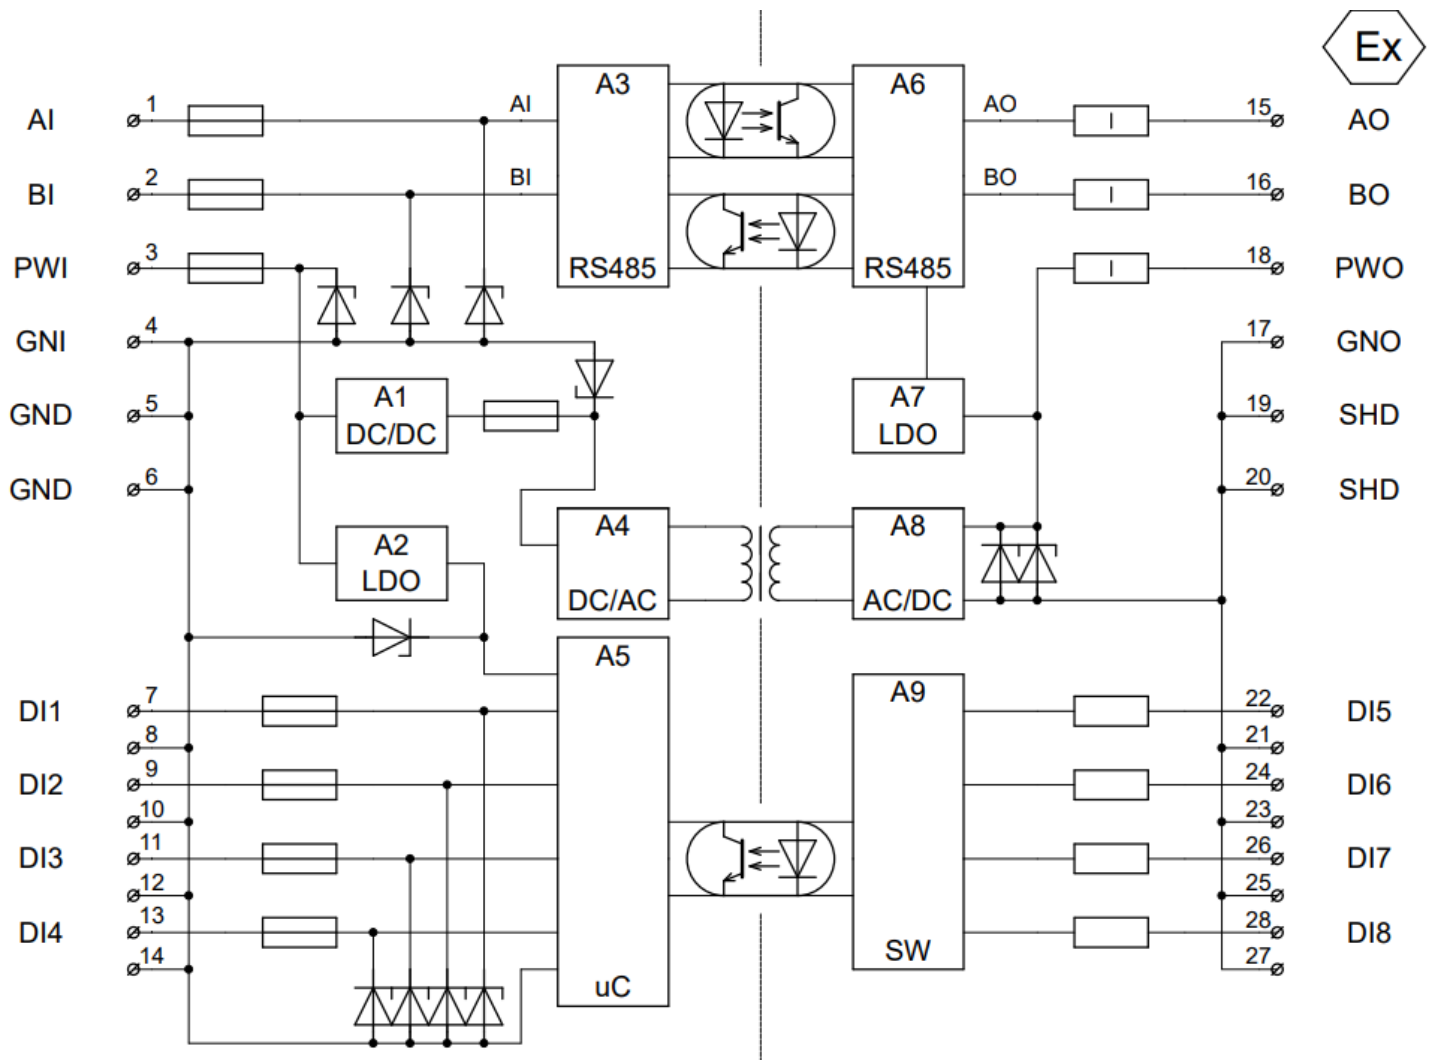 Ex
A3
A6
1
AI
AO
15
AI
AO
2
BI
BO
16
BI
BO
3
RS485
RS485
18
PWI
PWO
4
17
GNI
GNO
A1
A7
5
19
GND
DC/DC
LDO
SHD
6
20
GND
SHD
A2
A4
A8
LDO
DC/AC
AC/DC
A5
A9
7
22
DI1
DI5
8
21
9
24
DI2
DI6
10
23
11
26
DI3
DI7
12
25
13
28
DI4
DI8
SW
14
27
uC